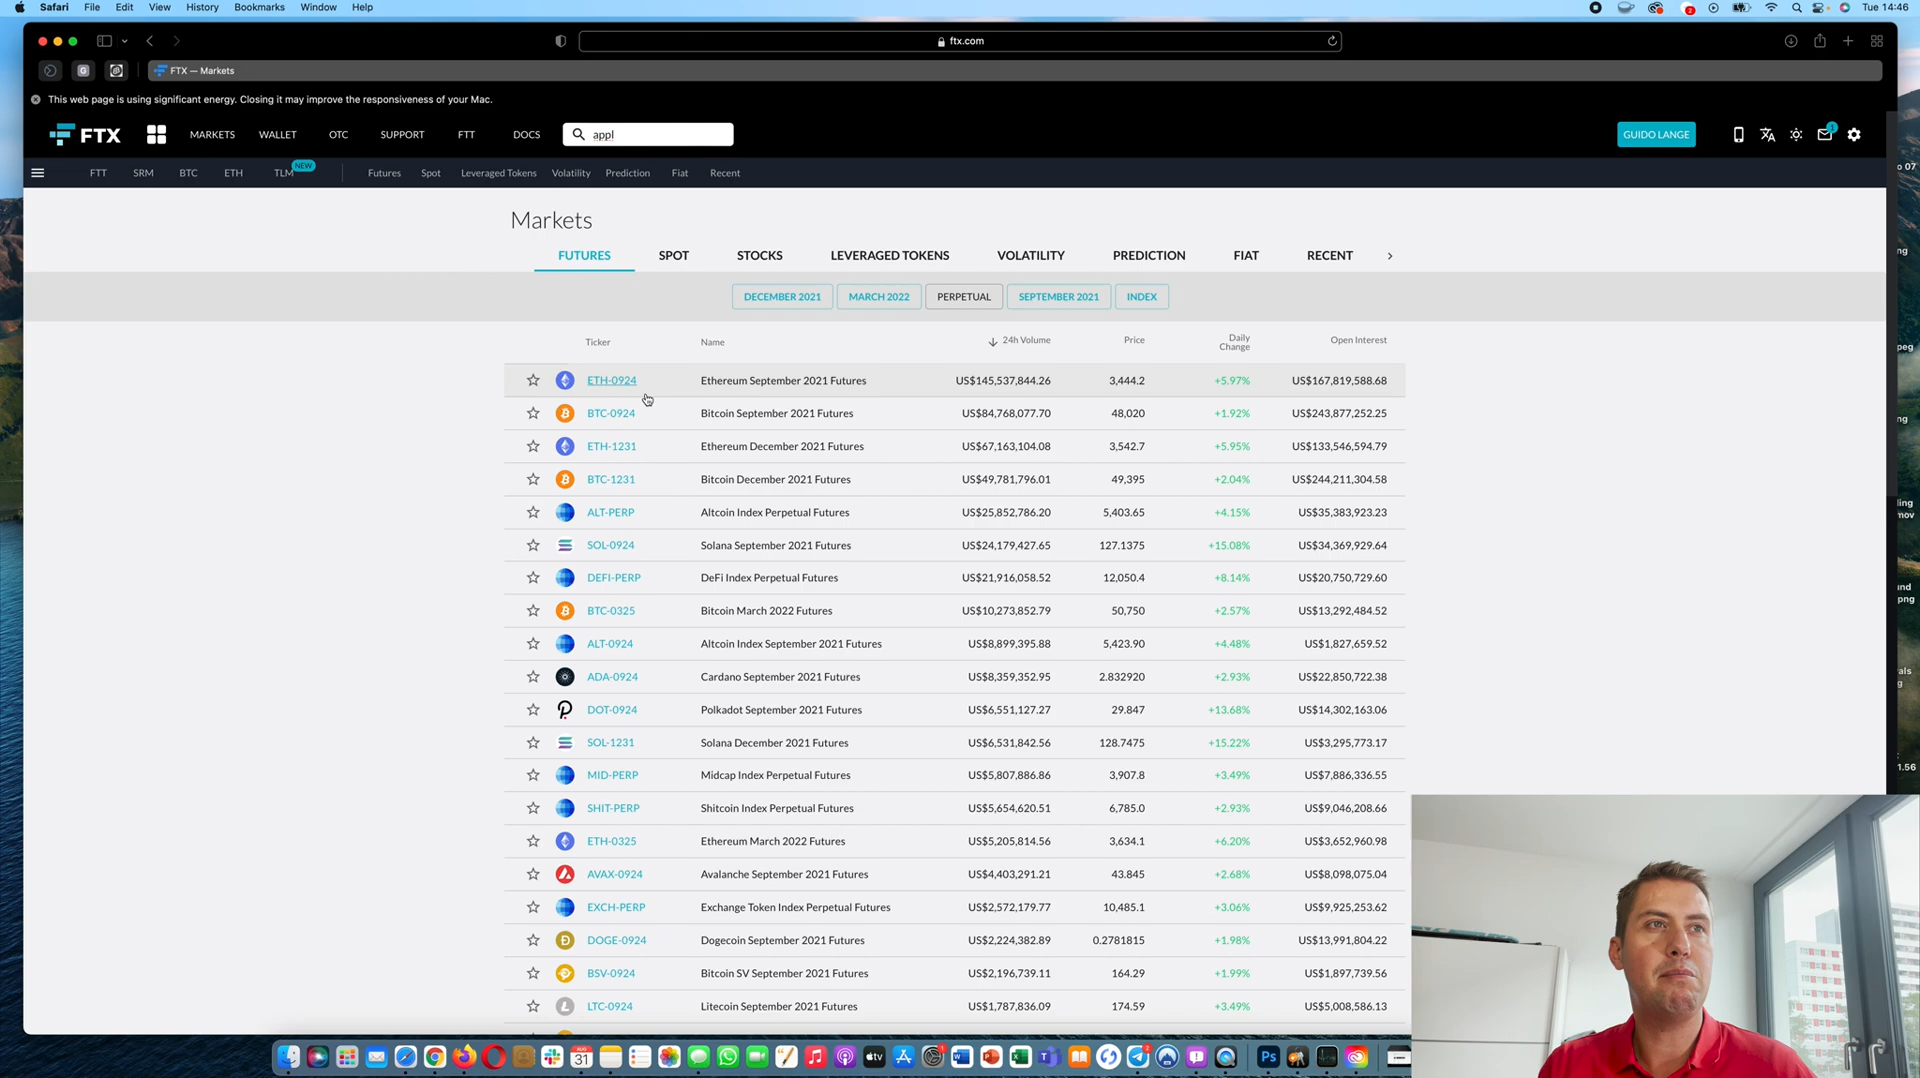 Safari File Edit View History Bookmarks Window Help 2 Tue 14:46
ftx.com
G FTX — Markets
This web page is using significant energy. Closing it may improve the responsiveness of your Mac.
FTX MARKETS WALLET OTC SUPPORT FTT DOCS appl GUIDO LANGE 1
FTT SRM BTC ETH TLM NEW Futures Spot Leveraged Tokens Volatility Prediction Fiat Recent
Markets
FUTURES SPOT STOCKS LEVERAGED TOKENS VOLATILITY PREDICTION FIAT RECENT
DECEMBER 2021 MARCH 2022 PERPETUAL SEPTEMBER 2021 INDEX
Ticker Name 24h Volume Price Daily Change Open Interest
ETH-0924 Ethereum September 2021 Futures US$145,537,844.26 3,444.2 +5.97% US$167,819,588.68
BTC-0924 Bitcoin September 2021 Futures US$84,768,077.70 48,020 +1.92% US$243,877,252.25
ETH-1231 Ethereum December 2021 Futures US$67,163,104.08 3,542.7 +5.95% US$133,546,594.79
BTC-1231 Bitcoin December 2021 Futures US$49,781,796.01 49,395 +2.04% US$244,211,304.58
ALT-PERP Altcoin Index Perpetual Futures US$25,852,786.20 5,403.65 +4.15% US$35,383,923.23
SOL-0924 Solana September 2021 Futures US$24,179,427.65 127.1375 +15.08% US$34,369,929.64
DEFI-PERP DeFi Index Perpetual Futures US$21,916,058.52 12,050.4 +8.14% US$20,750,729.60
BTC-0325 Bitcoin March 2022 Futures US$10,273,852.79 50,750 +2.57% US$13,292,484.52
ALT-0924 Altcoin Index September 2021 Futures US$8,899,395.88 5,423.90 +4.48% US$1,827,659.52
ADA-0924 Cardano September 2021 Futures US$8,359,352.95 2.832920 +2.93% US$22,850,722.38
DOT-0924 Polkadot September 2021 Futures US$6,551,127.27 29.847 +13.68% US$14,302,163.06
SOL-1231 Solana December 2021 Futures US$6,531,842.56 128.7475 +15.22% US$3,295,773.17
MID-PERP Midcap Index Perpetual Futures US$5,807,886.86 3,907.8 +3.49% US$7,886,336.55
SHIT-PERP Shitcoin Index Perpetual Futures US$5,654,620.51 6,785.0 +2.93% US$9,046,208.66
ETH-0325 Ethereum March 2022 Futures US$5,205,814.56 3,634.1 +6.20% US$3,652,960.98
AVAX-0924 Avalanche September 2021 Futures US$4,403,291.21 43.845 +2.68% US$8,098,075.04
EXCH-PERP Exchange Token Index Perpetual Futures US$2,572,179.77 10,485.1 +3.06% US$9,925,253.62
DOGE-0924 Dogecoin September 2021 Futures US$2,224,382.89 0.2781815 +1.98% US$13,991,804.22
BSV-0924 Bitcoin SV September 2021 Futures US$2,196,739.11 164.29 +1.99% US$1,897,739.56
LTC-0924 Litecoin September 2021 Futures US$1,787,836.09 174.59 +3.49% US$5,008,586.13
AUG 31 tv Ps